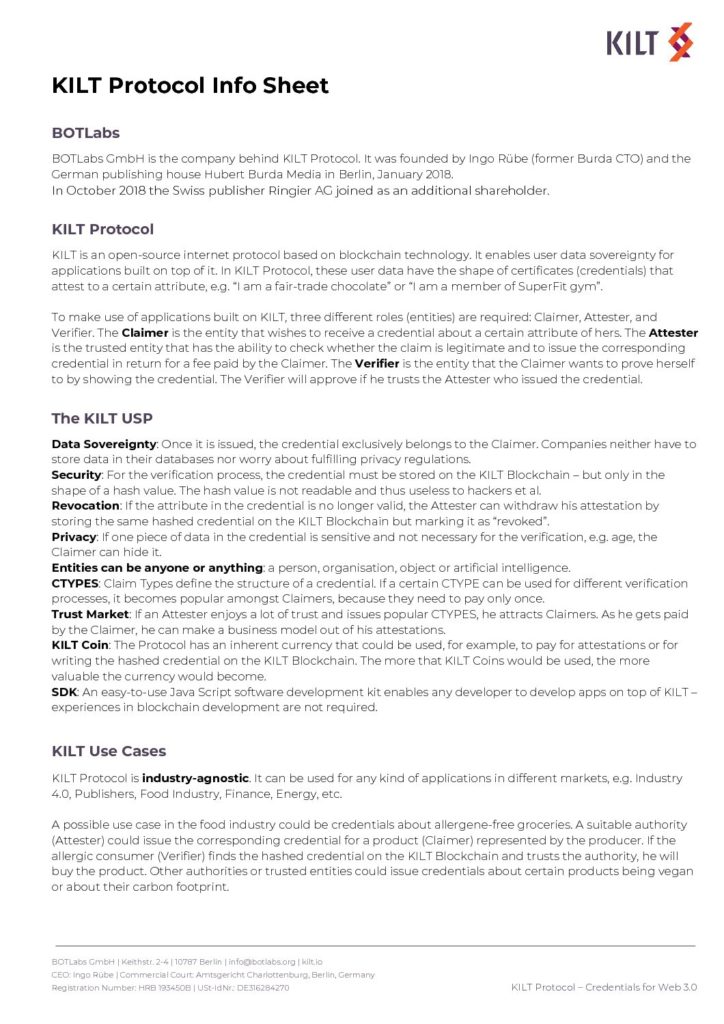 KILT
KILT Protocol Info Sheet
BOTLabs
BOTLabs GmbH is the company behind KILT Protocol. It was founded by Ingo Rübe (former Burda CTO) and the
German publishing house Hubert Burda Media in Berlin, January 2018.
In October 2018 the Swiss publisher Ringier AG joined as an additional shareholder.
KILT Protocol
KILT is an open-source internet protocol based on blockchain technology. It enables user data sovereignty for
applications built on top of it. In KILT Protocol, these user data have the shape of certificates (credentials) that
attest to a certain attribute, e.g. “I am a fair-trade chocolate” or “I am a member of SuperFit gym”.
To make use of applications built on KILT, three different roles (entities) are required: Claimer, Attester, and
Verifier. The Claimer is the entity that wishes to receive a credential about a certain attribute of hers. The Attester
is the trusted entity that has the ability to check whether the claim is legitimate and to issue the corresponding
credential in return for a fee paid by the Claimer. The Verifier is the entity that the Claimer wants to prove herself
to by showing the credential. The Verifier will approve if he trusts the Attester who issued the credential.
The KILT USP
Data Sovereignty: Once it is issued, the credential exclusively belongs to the Claimer. Companies neither have to
store data in their databases nor worry about fulfilling privacy regulations.
Security: For the verification process, the credential must be stored on the KILT Blockchain – but only in the
shape of a hash value. The hash value is not readable and thus useless to hackers et al.
Revocation: If the attribute in the credential is no longer valid, the Attester can withdraw his attestation by
storing the same hashed credential on the KILT Blockchain but marking it as “revoked”.
Privacy: If one piece of data in the credential is sensitive and not necessary for the verification, e.g. age, the
Claimer can hide it.
Entities can be anyone or anything: a person, organisation, object or artificial intelligence.
CTYPES: Claim Types define the structure of a credential. If a certain CTYPE can be used for different verification
processes, it becomes popular amongst Claimers, because they need to pay only once.
Trust Market: If an Attester enjoys a lot of trust and issues popular CTYPES, he attracts Claimers. As he gets paid
by the Claimer, he can make a business model out of his attestations.
KILT Coin: The Protocol has an inherent currency that could be used, for example, to pay for attestations or for
writing the hashed credential on the KILT Blockchain. The more that KILT Coins would be used, the more
valuable the currency would become.
SDK: An easy-to-use Java Script software development kit enables any developer to develop apps on top of KILT –
experiences in blockchain development are not required.
KILT Use Cases
KILT Protocol is industry-agnostic. It can be used for any kind of applications in different markets, e.g. Industry
4.0, Publishers, Food Industry, Finance, Energy, etc.
A possible use case in the food industry could be credentials about allergene-free groceries. A suitable authority
(Attester) could issue the corresponding credential for a product (Claimer) represented by the producer. If the
allergic consumer (Verifier) finds the hashed credential on the KILT Blockchain and trusts the authority, he will
buy the product. Other authorities or trusted entities could issue credentials about certain products being vegan
or about their carbon footprint.
BOTLabs GmbH | Keithstr. 2-4 | 10787 Berlin | info@botlabs.org | kilt.io
CEO: Ingo Rübe | Commercial Court: Amtsgericht Charlottenburg, Berlin, Germany
Registration Number: HRB 193450B | USt-IdNr.: DE316284270
KILT Protocol – Credentials for Web 3.0